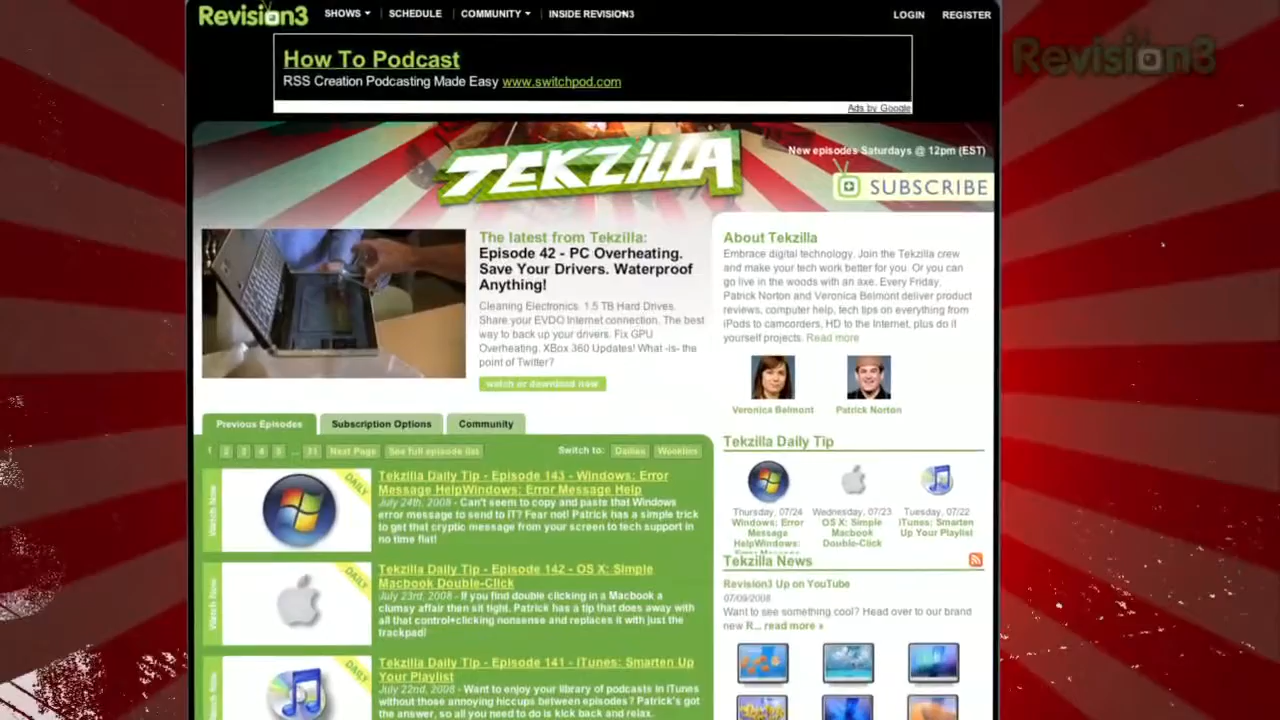 Revision3
SHOWS
SCHEDULE
COMMUNITY
INSIDE REVISION3
LOGIN
REGISTER
Revision3
How To Podcast
RSS Creation Podcasting Made Easy www.switchpod.com
Ads by Google
TEKZILLA
New episodes Saturdays @ 12pm (EST)
SUBSCRIBE
The latest from Tekzilla:
Episode 42 - PC Overheating.
Save Your Drivers. Waterproof
Anything!
Cleaning Electronics. 1.5 TB Hard Drives.
Share your EVDO Internet connection. The best
way to back up your drivers. Fix GPU
Overheating. XBox 360 Updates! What -is- the
point of Twitter?
watch or download now
About Tekzilla
Embrace digital technology. Join the Tekzilla crew
and make your tech work better for you. Or you can
go live in the woods with an axe. Every Friday,
Patrick Norton and Veronica Belmont deliver product
reviews, computer help, tech tips on everything from
iPods to camcorders, HD to the Internet, plus do it
yourself projects. Read more
Veronica Belmont
Patrick Norton
Previous Episodes
Subscription Options
Community
1 2 3 4 5 ... 31 Next Page See full episode list
Switch to: Dailies Weeklies
Watch Now
DAILY
Tekzilla Daily Tip - Episode 143 - Windows: Error
Message HelpWindows: Error Message Help
July 24th, 2008 - Can't seem to copy and paste that Windows
error message to send to IT? Fear not! Patrick has a simple trick
to get that cryptic message from your screen to tech support in
no time flat!
Watch Now
DAILY
Tekzilla Daily Tip - Episode 142 - OS X: Simple
Macbook Double-Click
July 23rd, 2008 - If you find double clicking in a Macbook a
clumsy affair then sit tight. Patrick has a tip that does away with
all that control+clicking nonsense and replaces it with just the
trackpad!
Watch Now
DAILY
Tekzilla Daily Tip - Episode 141 - iTunes: Smarten Up
Your Playlist
July 22nd, 2008 - Want to enjoy your library of podcasts in iTunes
without those annoying hiccups between episodes? Patrick's got
the answer, so all you need to do is kick back and relax.
Tekzilla Daily Tip
Thursday, 07/24
Windows: Error
Message
HelpWindows:
Error Message
Wednesday, 07/23
OS X: Simple
Macbook
Double-Click
Tuesday, 07/22
iTunes: Smarten
Up Your Playlist
Tekzilla News
Revision3 Up on YouTube
07/09/2008
Want to see something cool? Head over to our brand
new R... read more »